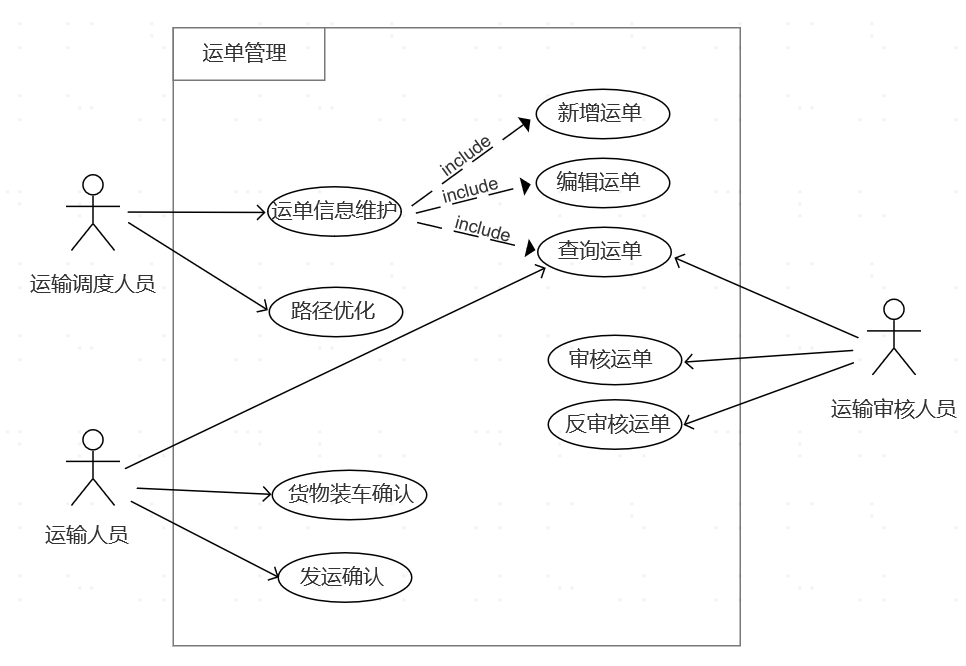 运单管理
新增运单
include
编辑运单
include
运单信息维护
include
查询运单
运输调度人员
路径优化
审核运单
运输审核人员
反审核运单
货物装车确认
运输人员
发运确认